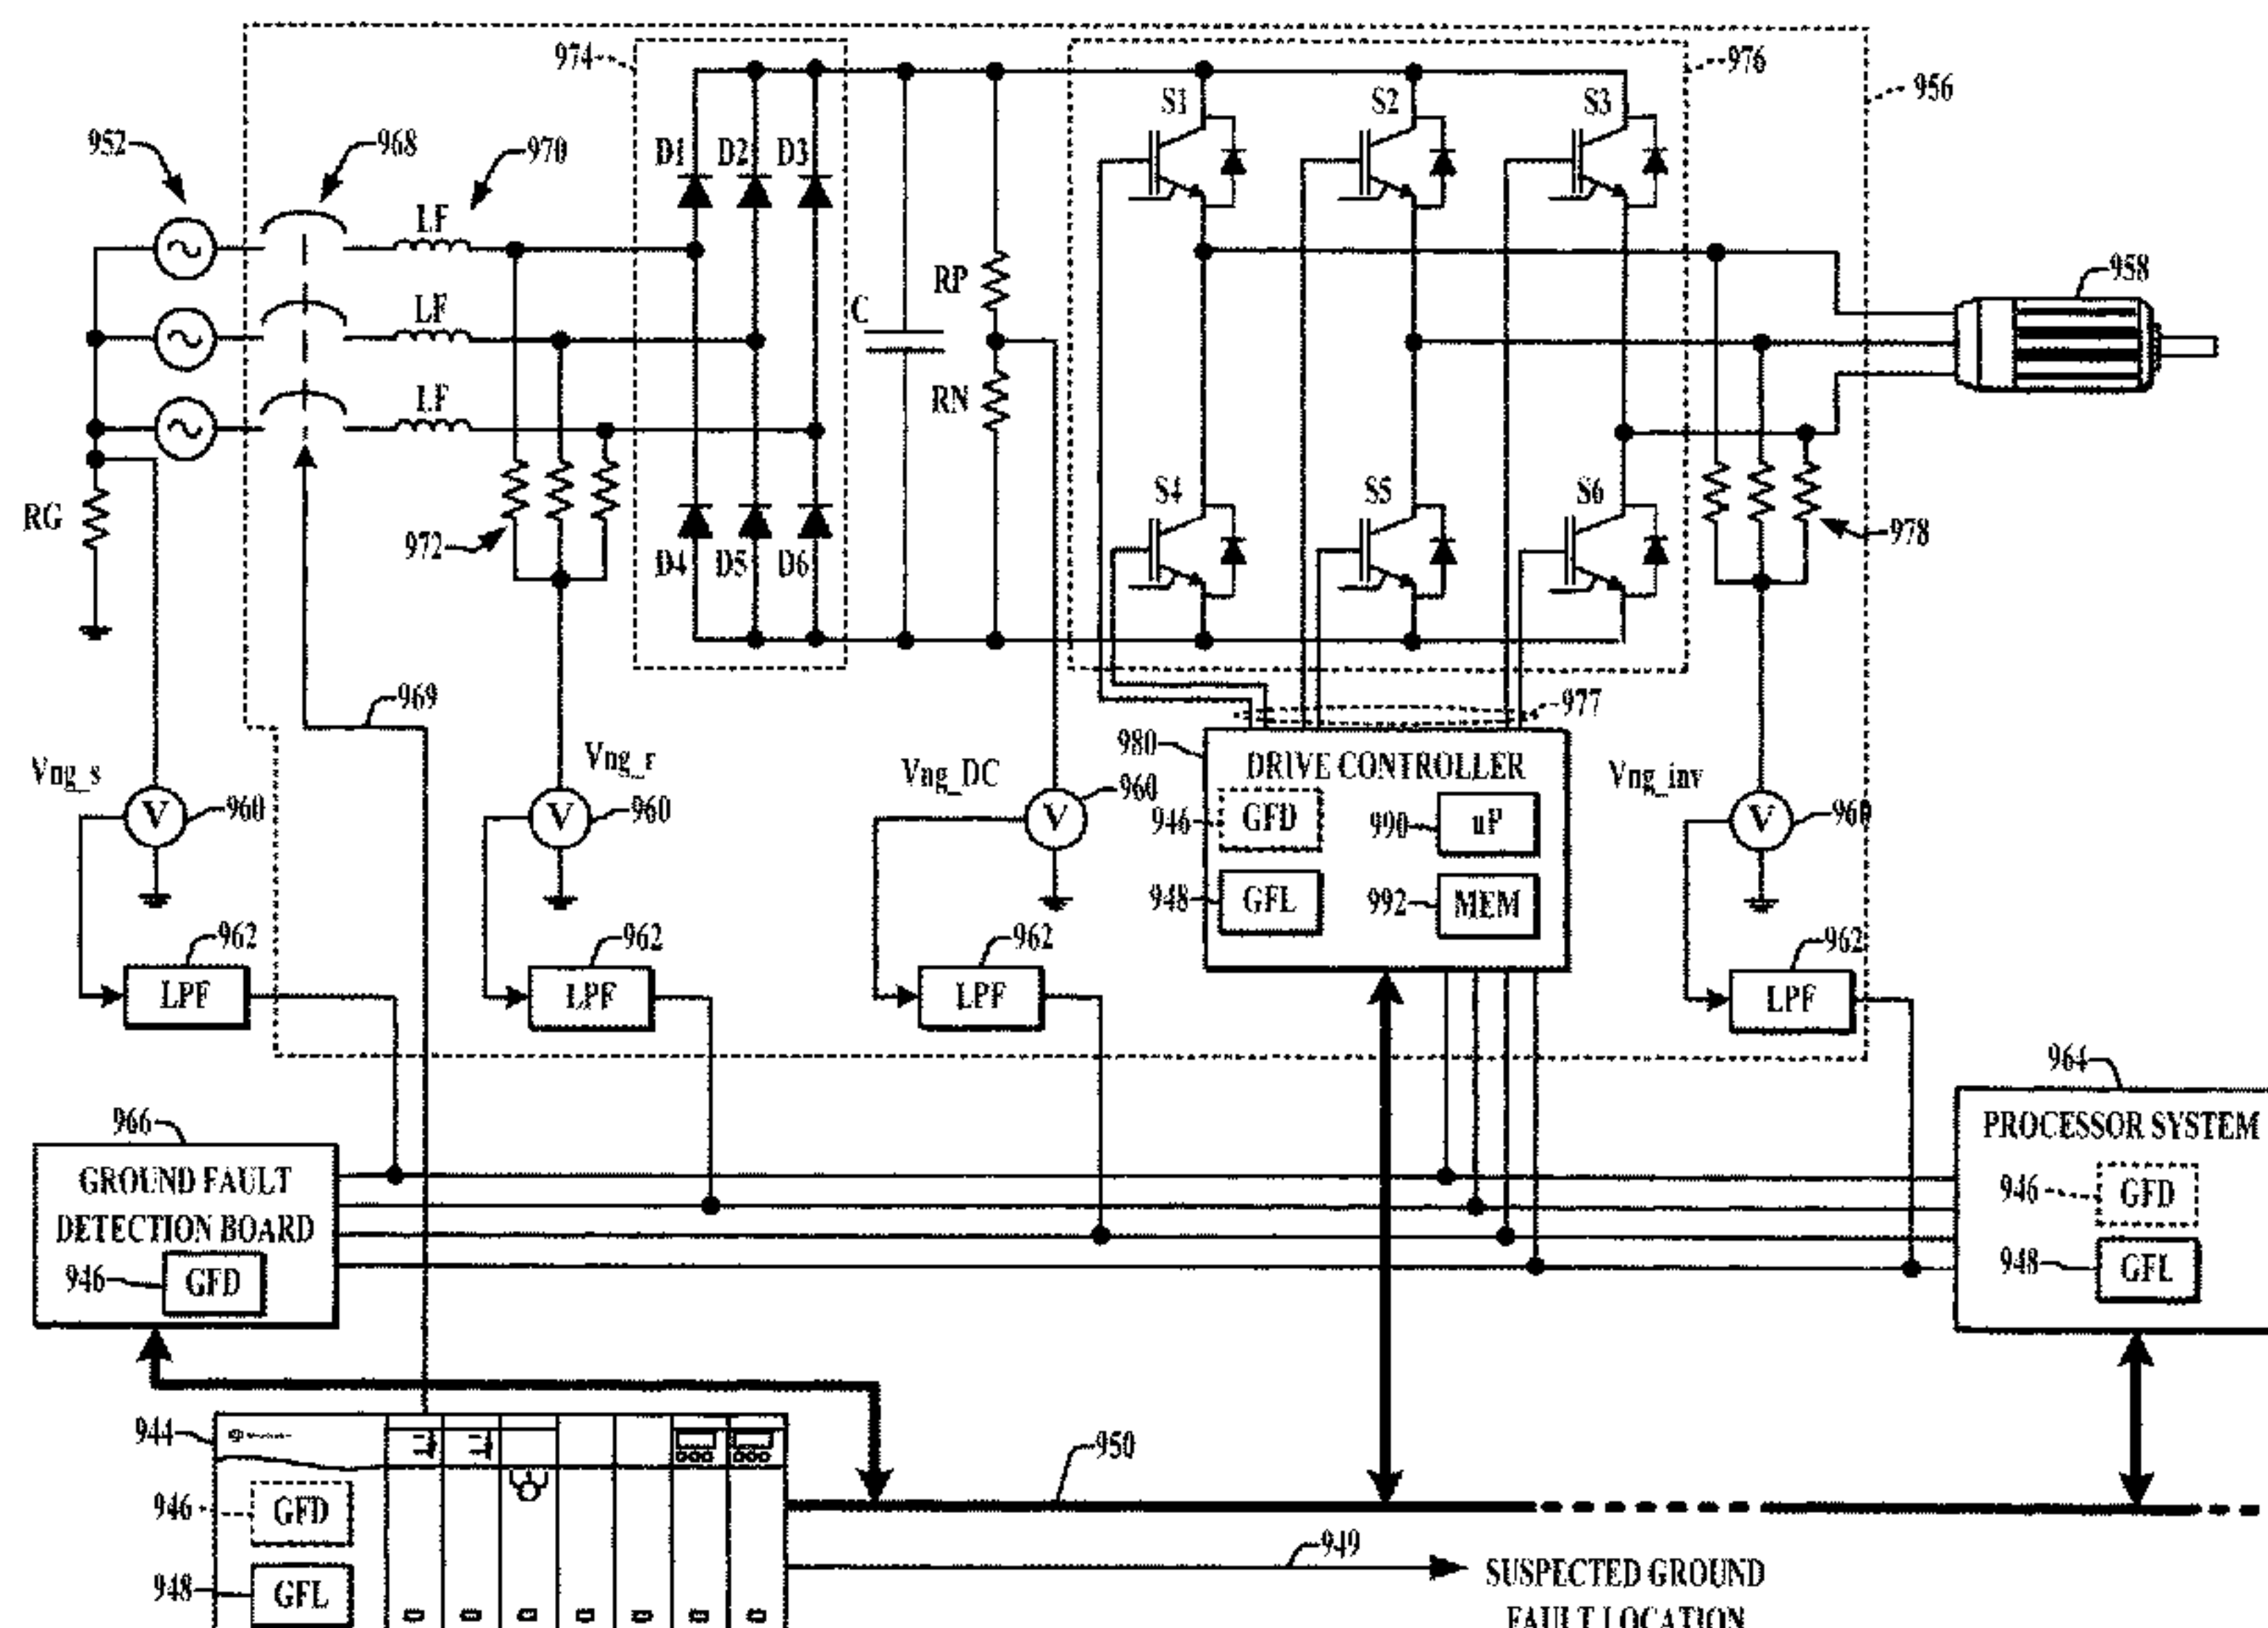 974
976
956
952
968
970
D1
D2
D3
S1
S2
S3
LF
LF
LF
C
RP
RN
958
RG
972
D4
D5
D6
S4
S5
S6
978
969
977
Vng_s
Vng_r
Vng_DC
980
DRIVE CONTROLLER
Vng_inv
V
960
V
960
V
960
V
960
946
GFD
990
uP
948
GFL
992
MEM
962
LPF
962
LPF
962
LPF
962
LPF
966
GROUND FAULT
DETECTION BOARD
946
GFD
964
PROCESSOR SYSTEM
946
GFD
948
GFL
944
946
GFD
948
GFL
950
949
SUSPECTED GROUND
FAULT LOCATION